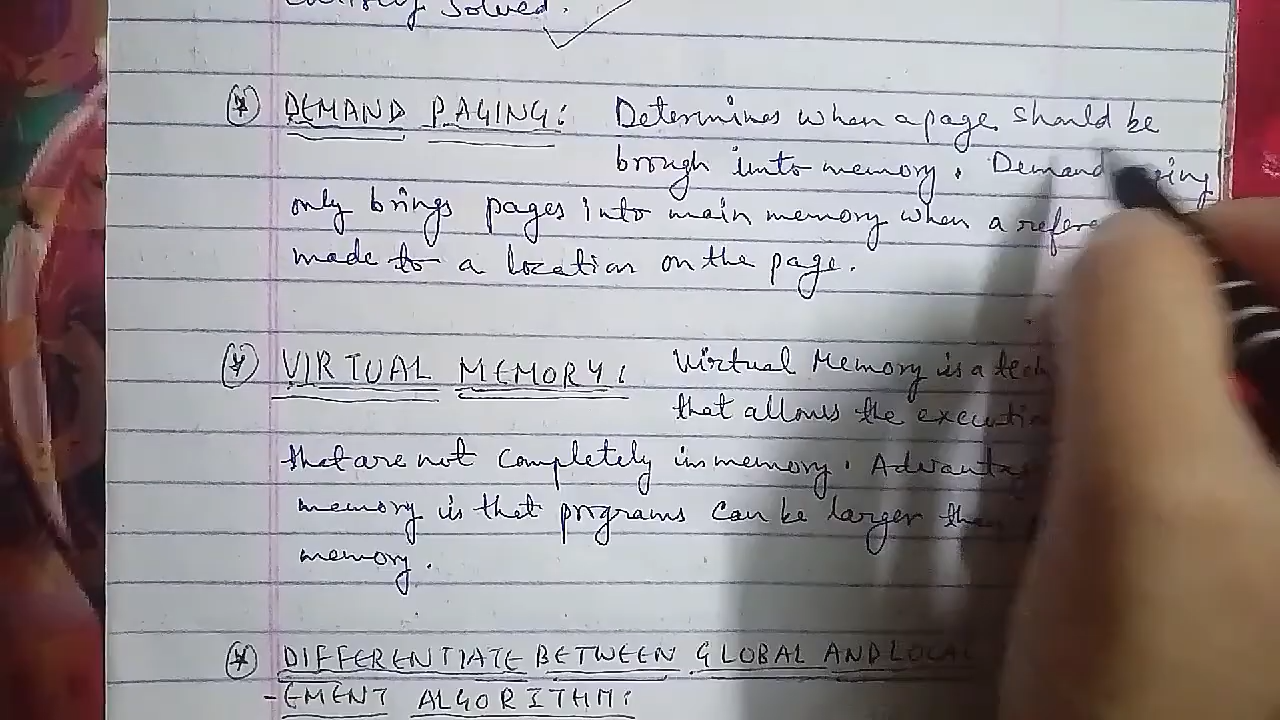 solved.
* DEMAND PAGING: Determines when a page should be
brough into memory. Demand
only brings pages into main memory when a
made to a location on the page.
* VIRTUAL MEMORY: Virtual Memory is a
that allows the
that are not completely in memory.
memory is that programs can be larger
memory.
* DIFFERENTIATE BETWEEN GLOBAL AND
-EMENT ALGORITHM: